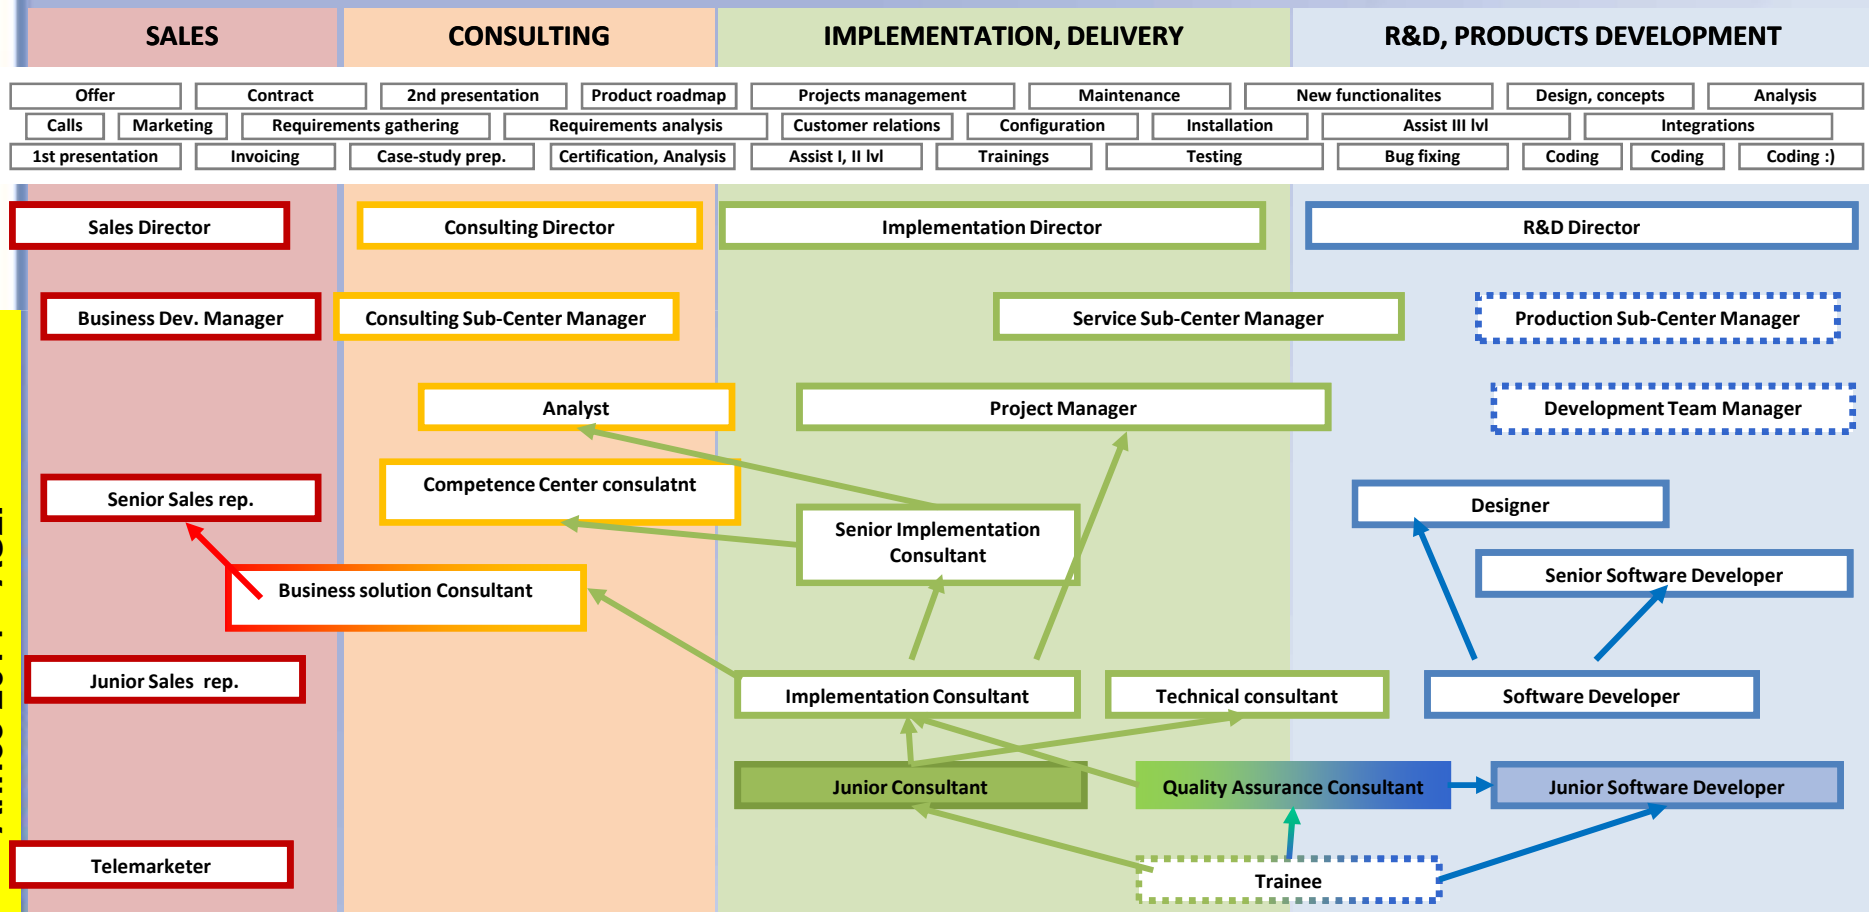 SALES
CONSULTING
IMPLEMENTATION, DELIVERY
R&D, PRODUCTS DEVELOPMENT
Offer
Contract
2nd presentation
Product roadmap
Projects management
Maintenance
New functionalites
Design, concepts
Analysis
Calls
Marketing
Requirements gathering
Requirements analysis
Customer relations
Configuration
Installation
Assist III lvl
Integrations
1st presentation
Invoicing
Case-study prep.
Certification, Analysis
Assist I, II lvl
Trainings
Testing
Bug fixing
Coding
Coding
Coding :)
Sales Director
Consulting Director
Implementation Director
R&D Director
Business Dev. Manager
Consulting Sub-Center Manager
Service Sub-Center Manager
Production Sub-Center Manager
Analyst
Project Manager
Development Team Manager
Senior Sales rep.
Competence Center consulatnt
Designer
Senior Implementation
Consultant
Senior Software Developer
Business solution Consultant
Junior Sales rep.
Implementation Consultant
Technical consultant
Software Developer
Junior Consultant
Quality Assurance Consultant
Junior Software Developer
Telemarketer
Trainee